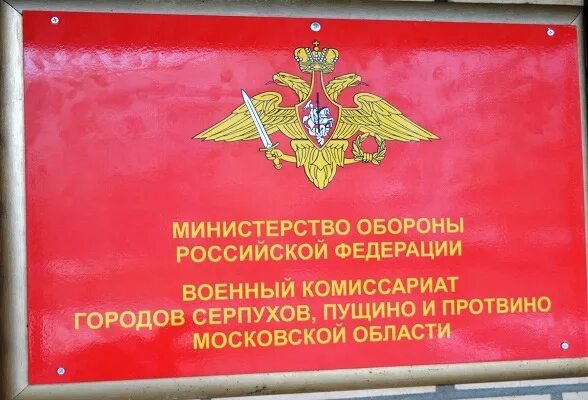 МИНИСТЕРСТВО ОБОРОНЫ
РОССИЙСКОЙ ФЕДЕРАЦИИ
ВОЕННЫЙ КОМИССАРИАТ
ГОРОДОВ СЕРПУХОВ, ПУЩИНО И ПРОТВИНО
МОСКОВСКОЙ ОБЛАСТИ